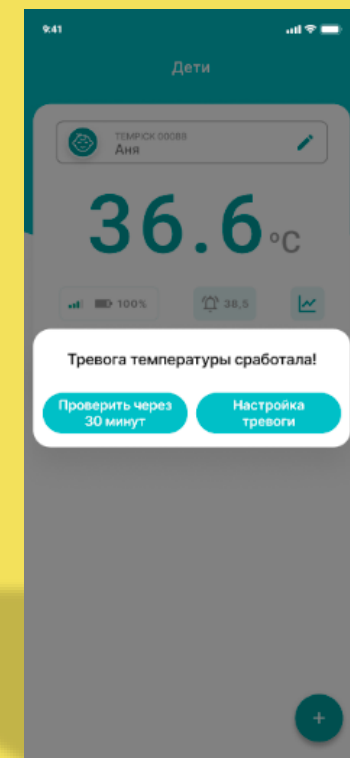 9:41
Дети
TEMPICK 00088
Аня
36.6 °C
100%
38,5
Тревога температуры сработала!
Проверить через
30 минут
Настройка
тревоги
+